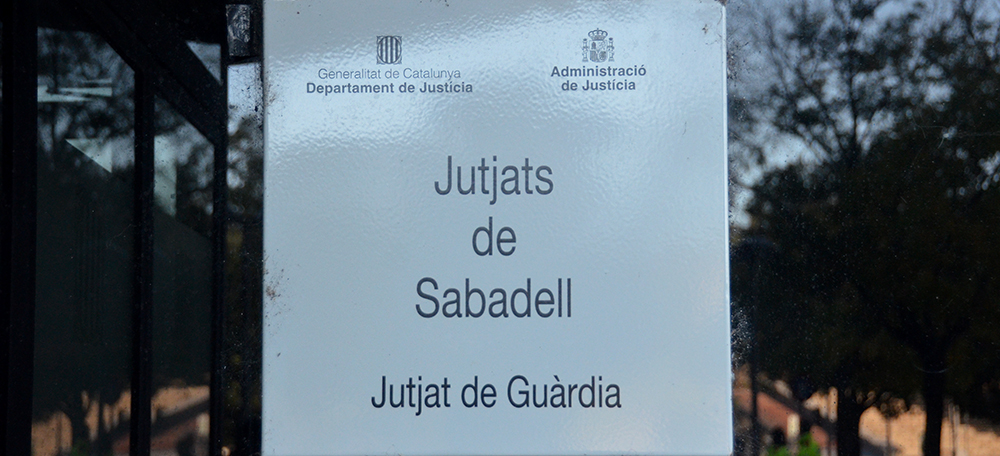 Generalitat de Catalunya
Departament de Justícia
Administració
de Justícia
Jutjats
de
Sabadell
Jutjat de Guàrdia